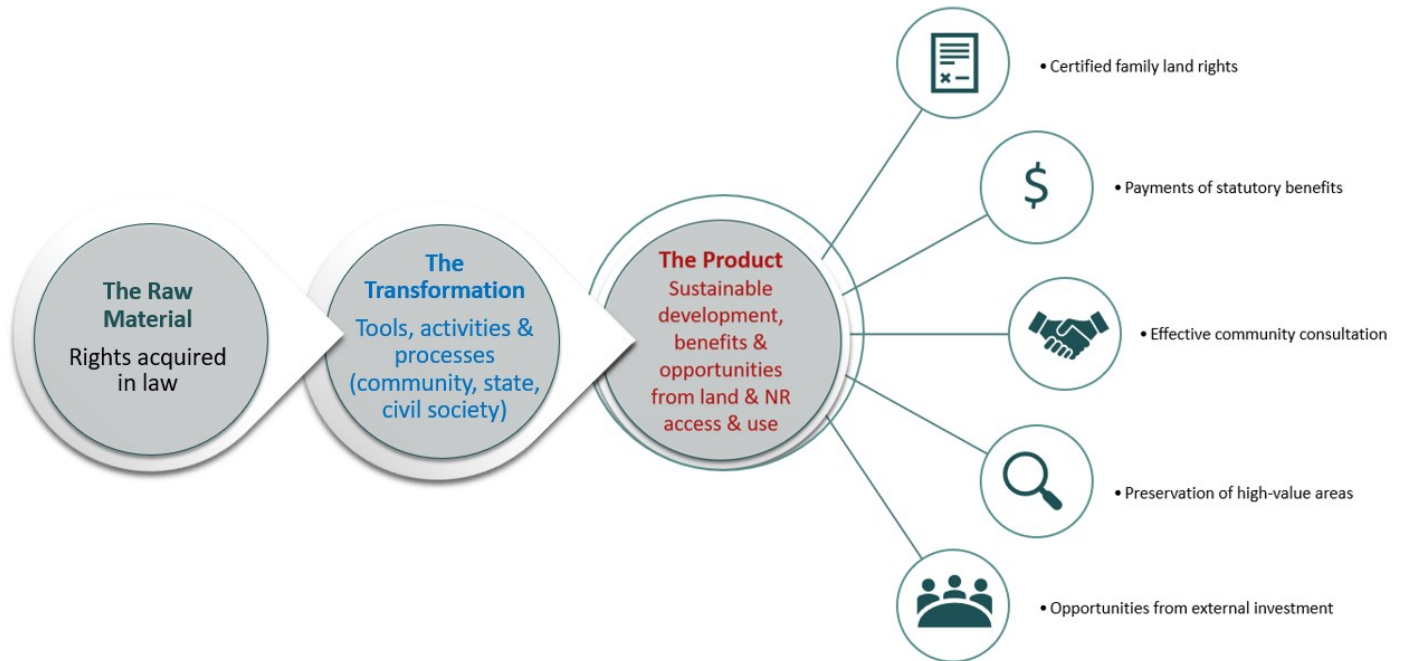 The Raw
Material
Rights acquired
in law
The
Transformation
Tools, activities &
processes
(community, state,
civil society)
The Product
Sustainable
development,
benefits &
opportunities
from land & NR
access & use
• Certified family land rights
$
• Payments of statutory benefits
• Effective community consultation
• Preservation of high-value areas
• Opportunities from external investment